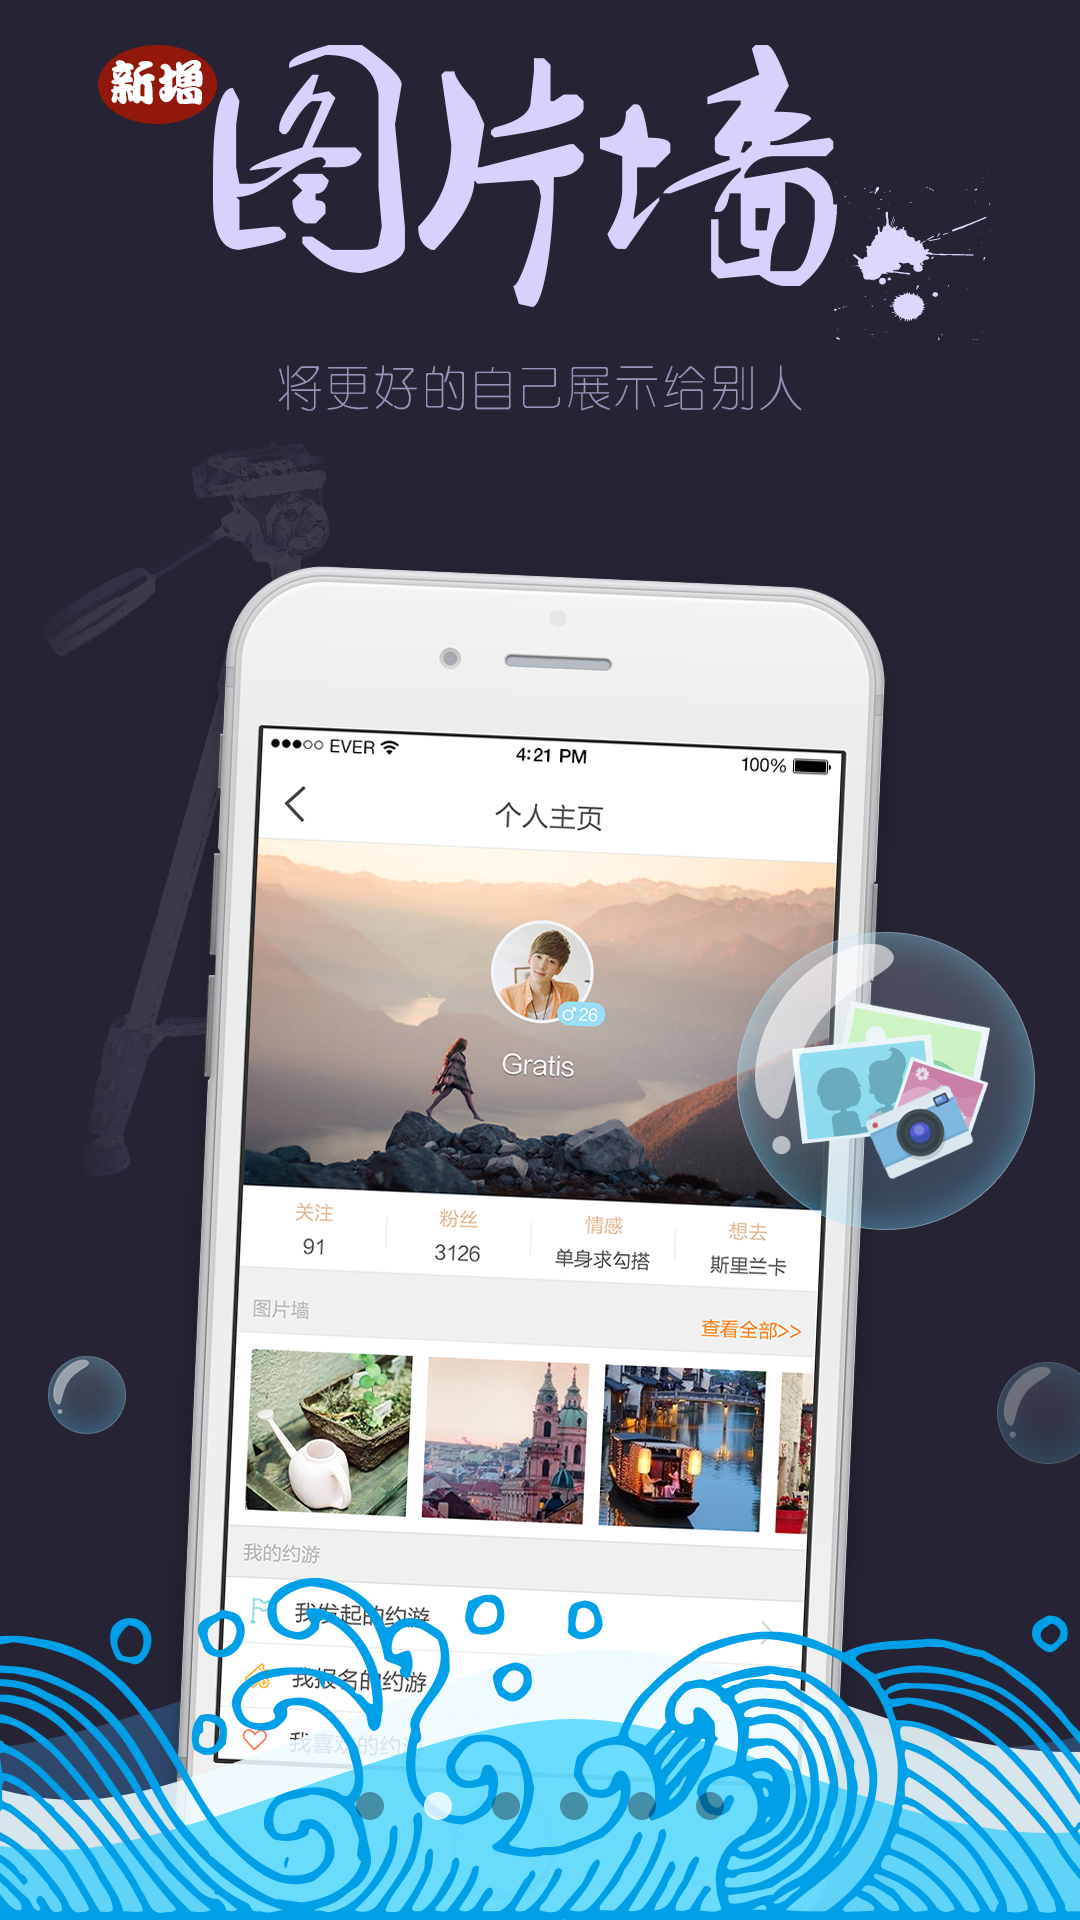 新增
图片墙
将更好的自己展示给别人
EVER
4:21 PM
100%
个人主页
♂26
Gratis
关注 粉丝 情感 想去
91 3126 单身求勾搭 斯里兰卡
图片墙
查看全部>>
我的约游
我发起的约游
我报名的约游
我喜欢的约游